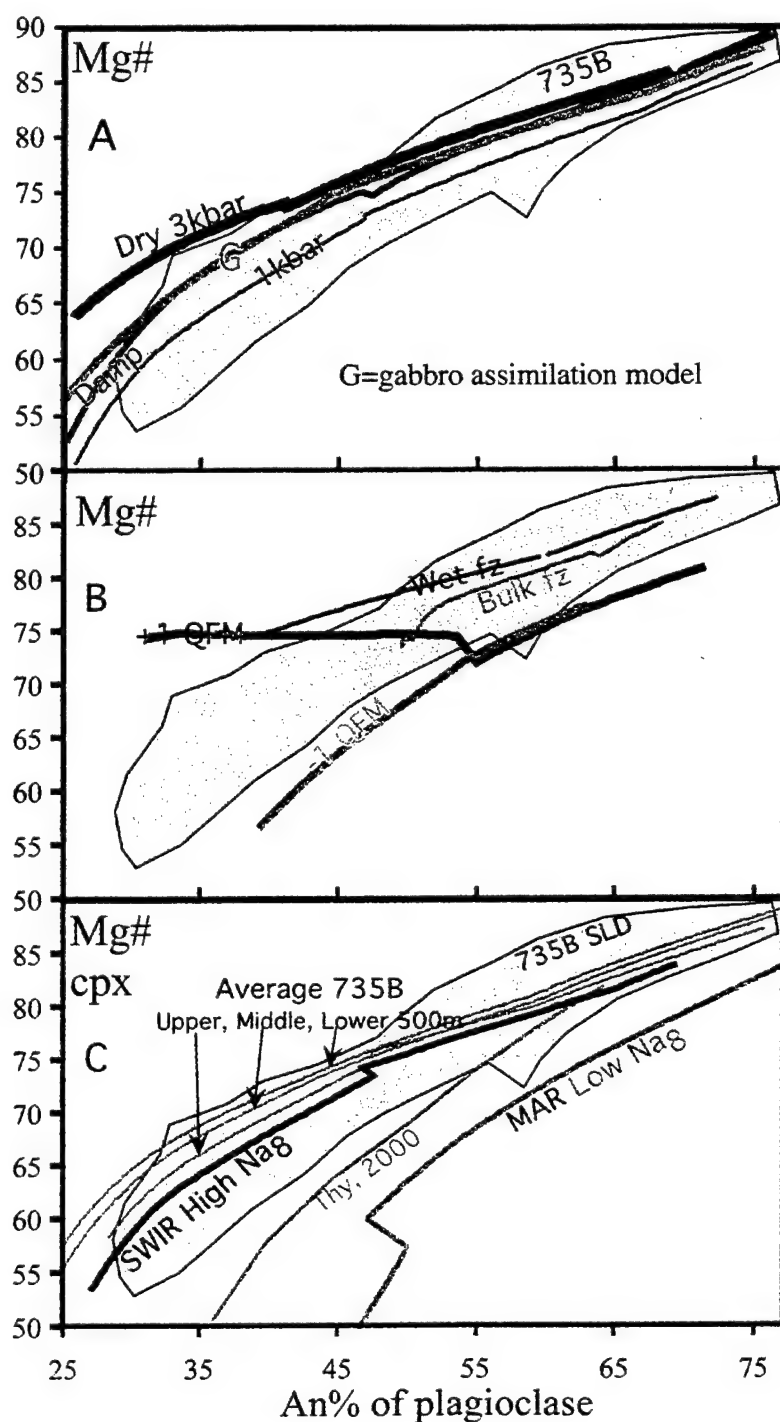 90
Mg#
85
735B
80
A
75
Dry 3kbar
70
G
1kbar
65
60
Damp
G=gabbro assimilation model
55
50
Mg#
85
Wet fz
80
Bulk fz
B
75
+1 QFM
70
65
-1 QFM
60
55
50
Mg#
735B SLD
85
cpx
Average 735B
80
Upper, Middle, Lower 500m
75
C
MAR Low Na8
70
65
SWIR High Na8
Thy, 2000
60
55
50
25 35 45 55 65 75
An% of plagioclase